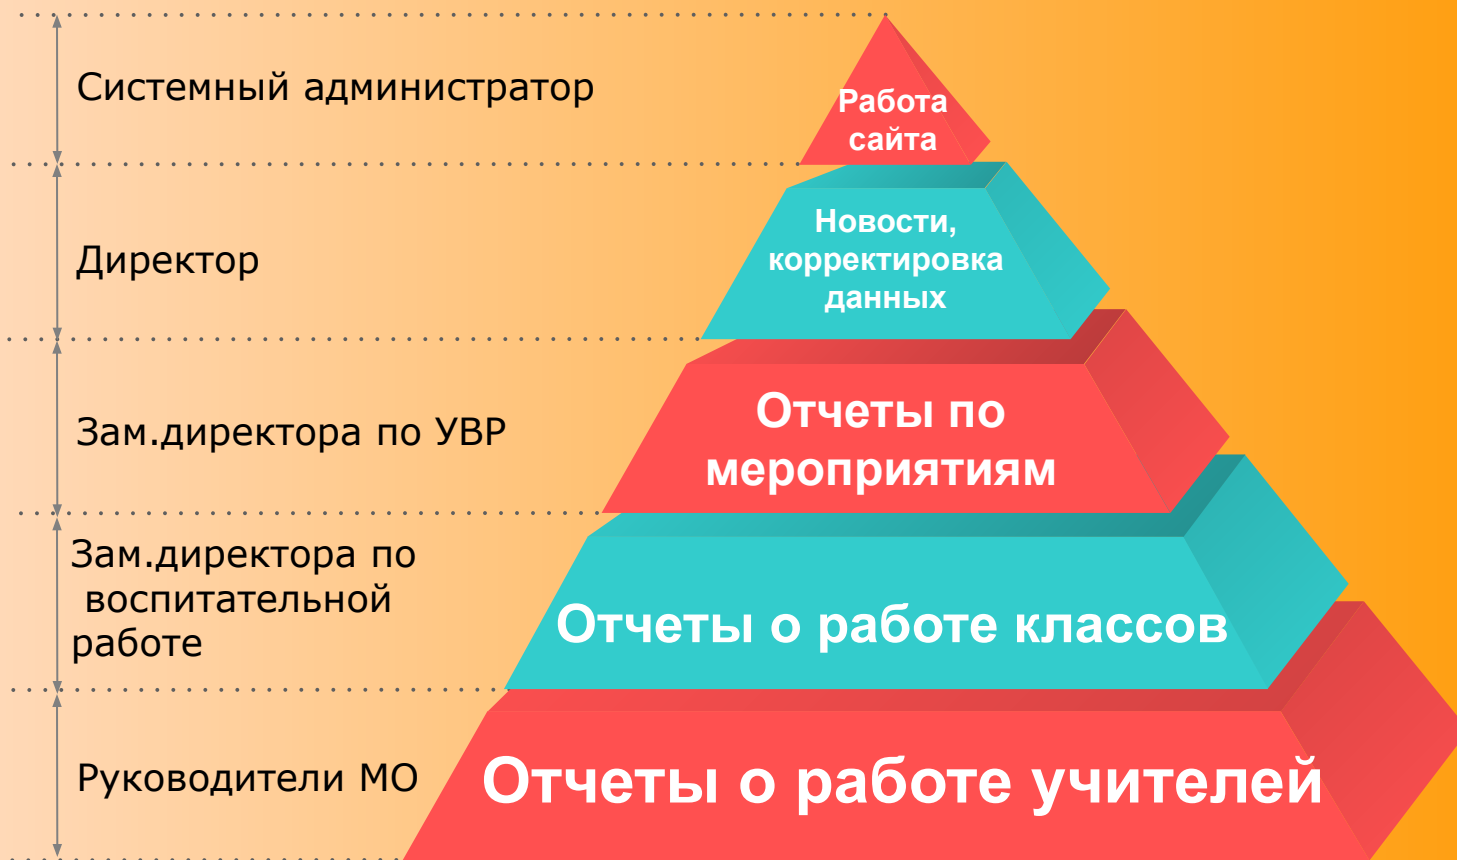 Системный администратор
Работа
сайта
Директор
Новости,
корректировка
данных
Зам.директора по УВР
Отчеты по
мероприятиям
Зам.директора по
воспитательной
работе
Отчеты о работе классов
Руководители МО
Отчеты о работе учителей